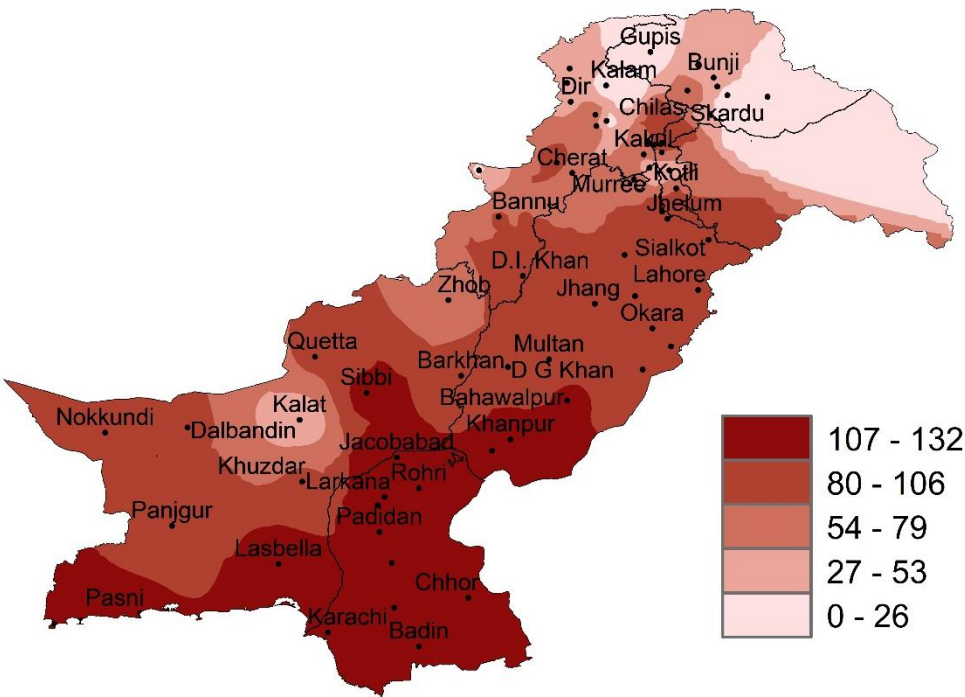 Gupis
Bunji
Kalam
Dir
Chilas
Skardu
Kakul
Cherat
Kotli
Murree
Bannu
Jhelum
Sialkot
D.I. Khan
Lahore
Zhob
Jhang
Okara
Quetta
Multan
Barkhan
D G Khan
Sibbi
Bahawalpur
Kalat
Nokkundi
Dalbandin
Khanpur
Jacobabad
Khuzdar
Rohri
Larkana
Panjgur
Padidan
Lasbella
Chhor
Pasni
Karachi
Badin
107 - 132
80 - 106
54 - 79
27 - 53
0 - 26